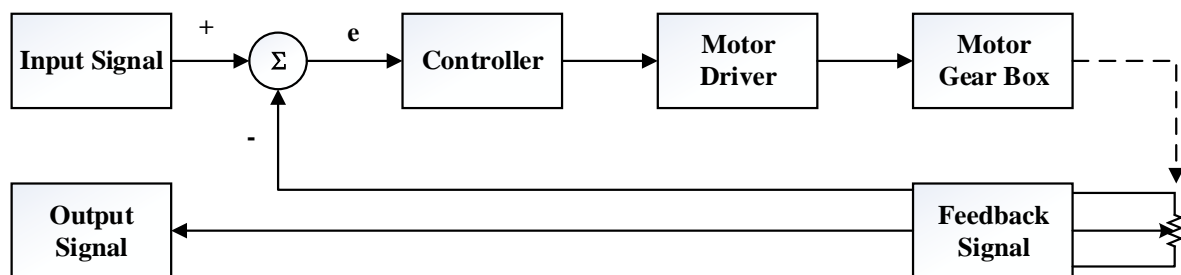 +
e
Input Signal
Σ
Controller
Motor
Driver
Motor
Gear Box
-
Output
Signal
Feedback
Signal